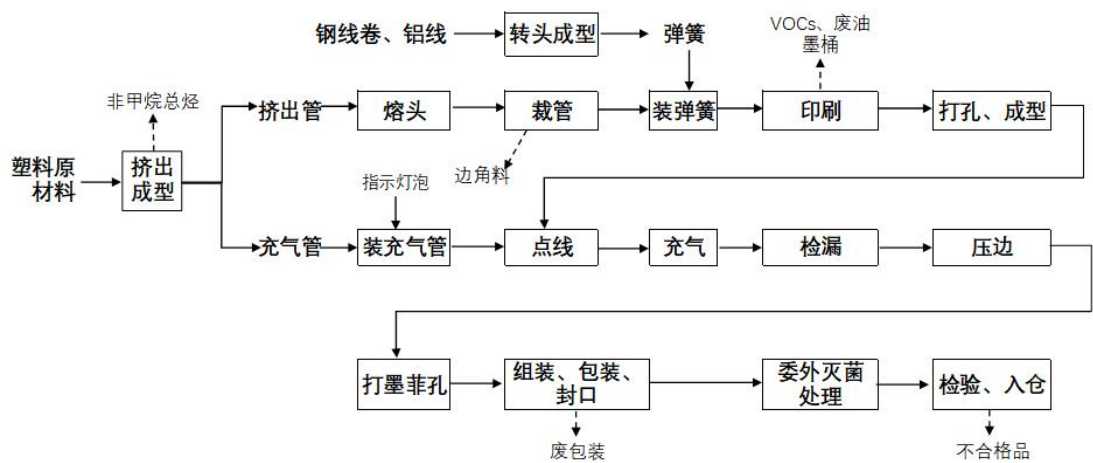 钢线卷、铝线
转头成型
弹簧
VOCs、废油
墨桶
非甲烷总烃
挤出管
熔头
裁管
装弹簧
印刷
打孔、成型
塑料原
材料
挤出
成型
边角料
指示灯泡
充气管
装充气管
点线
充气
检漏
压边
打墨菲孔
组装、包装、
封口
委外灭菌
处理
检验、入仓
废包装
不合格品